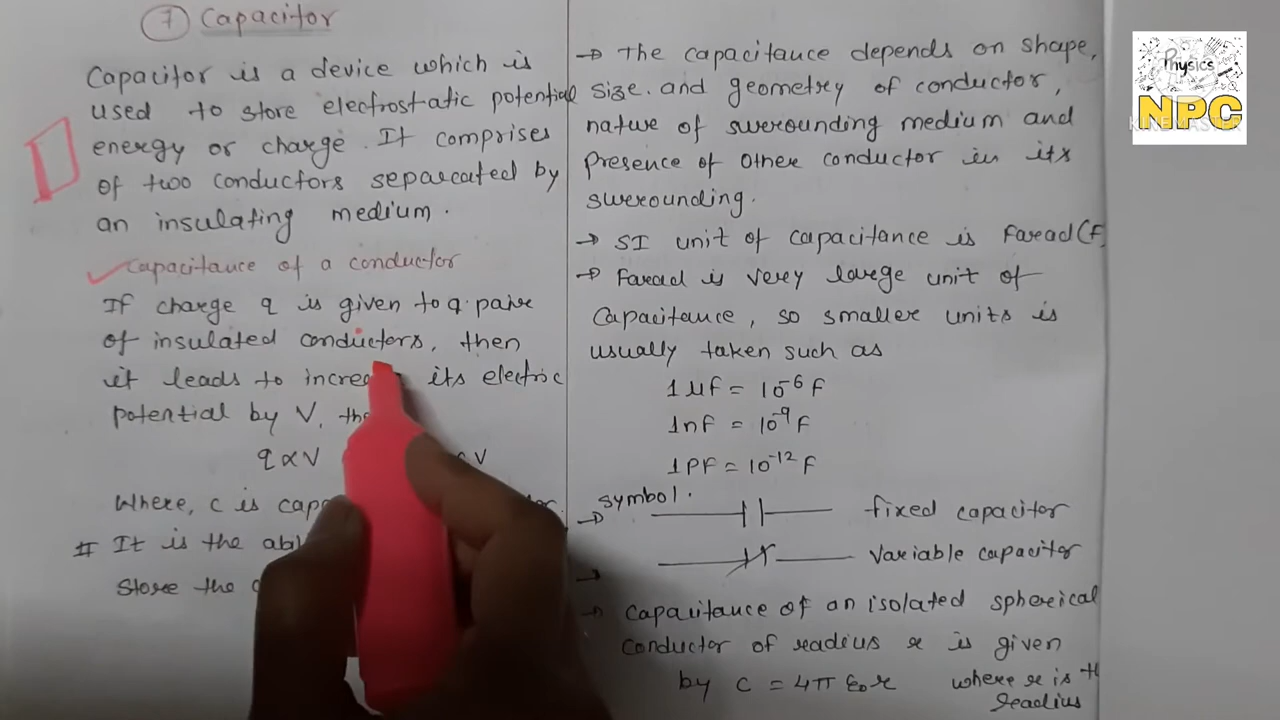 7 Capacitor
Capacitor is a device which is
used to store electrostatic potential
energy or charge. It comprises
of two conductors separated by
an insulating medium.
Capacitance of a conductor
If charge q is given to a pair
of insulated conductors, then
it leads to increa its electric
potential by V, the
q ∝ V V
Where, c is cap
# It is the abi
Store the
→ The capacitance depends on shape,
size. and geometry of conductor,
nature of surrounding medium and
presence of other conductor in its
surrounding.
→ SI unit of capacitance is Farad (F)
→ Farad is very large unit of
Capacitance, so smaller units is
usually taken such as
1 μf = 10⁻⁶ F
1nF = 10⁻⁹ F
1PF = 10⁻¹² F
→ symbol.
fixed capacitor
→ Variable capacitor
→ Capacitance of an isolated spherical
conductor of radius r is given
by c = 4π ε₀ r where r is th
radius
Physics
NPC
KINEMASTER